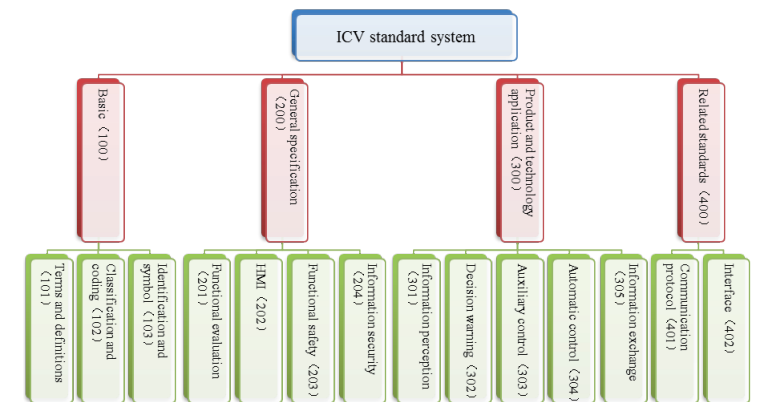 ICV standard system
Basic（100）
General specification
（200）
Product and technology
application（300）
Related standards（400）
Terms and definitions
（101）
Classification and
coding（102）
Identification and
symbol（103）
Functional evaluation
（201）
HMI（202）
Functional safety（203）
Information security
（204）
Information perception
（301）
Decision warning（302）
Auxiliary control（303）
Automatic control（304）
Information exchange
（305）
Communication
protocol（401）
Interface（402）